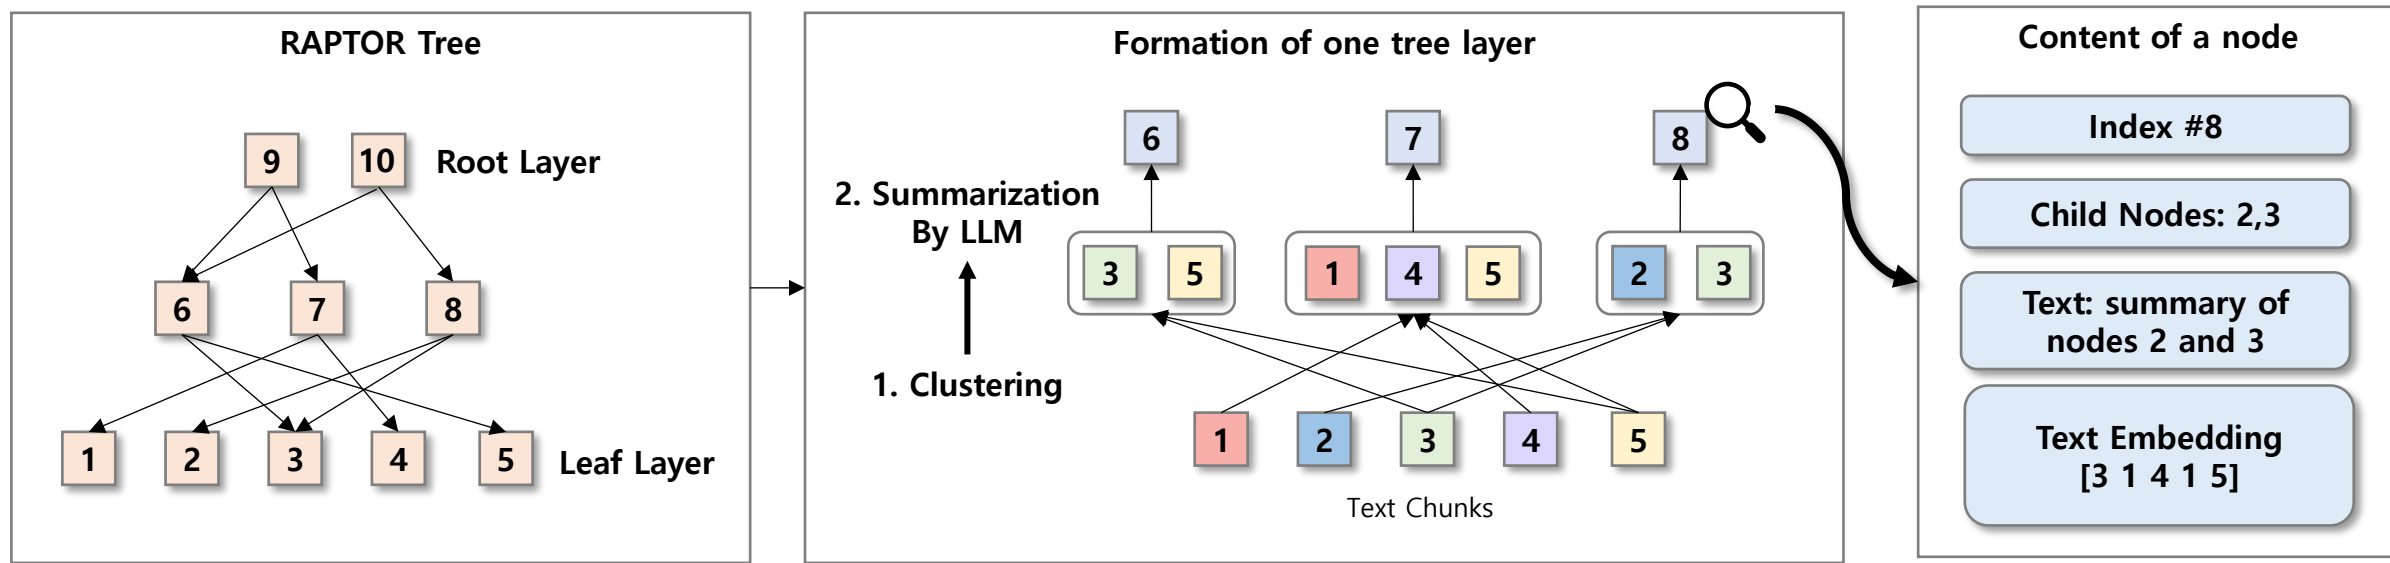 RAPTOR Tree
9 10 Root Layer
6 7 8
1 2 3 4 5 Leaf Layer
Formation of one tree layer
6 7 8
2. Summarization
By LLM
3 5 1 4 5 2 3
1. Clustering
1 2 3 4 5
Text Chunks
Content of a node
Index #8
Child Nodes: 2,3
Text: summary of
nodes 2 and 3
Text Embedding
[3 1 4 1 5]